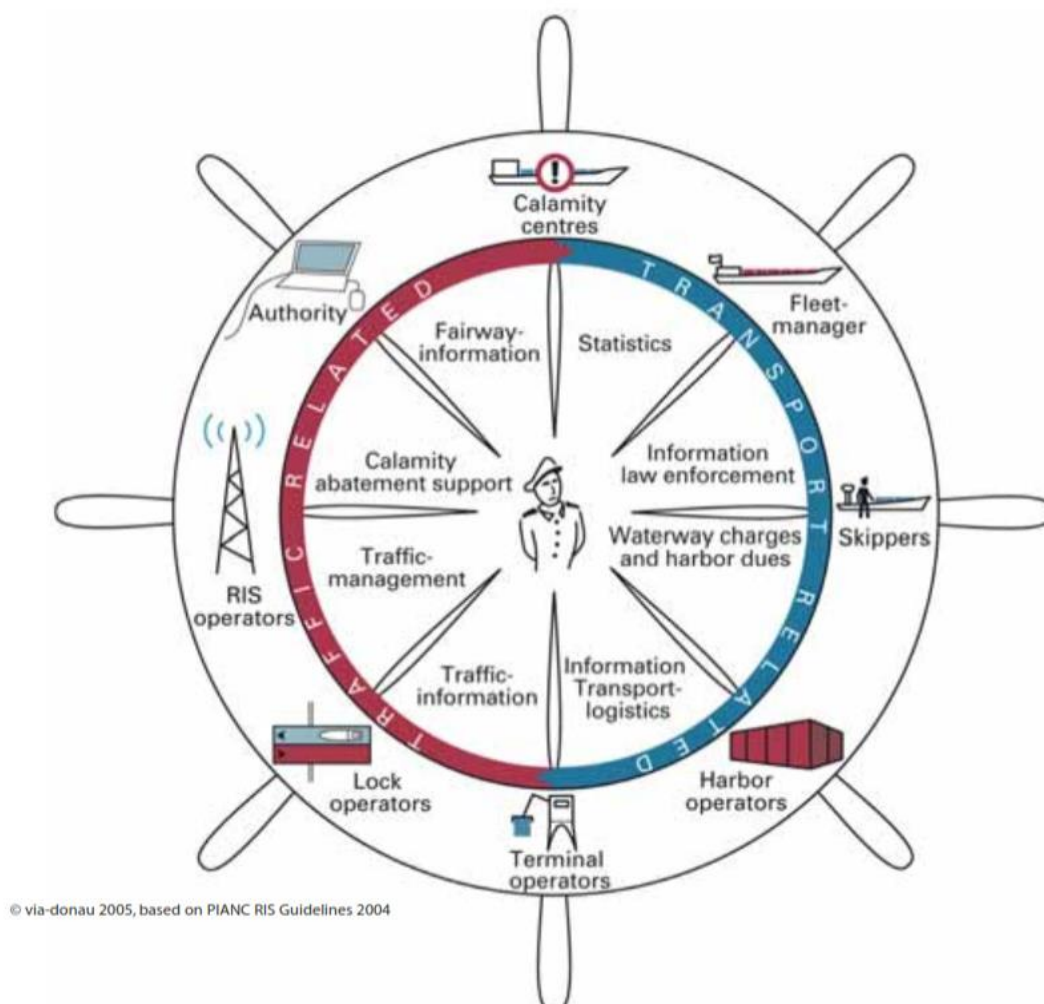 Calamity
centres
Authority
Fleet-
manager
TRAFFIC RELATED
TRANSPORT RELATED
Fairway-
information
Statistics
Calamity
abatement support
Information
law enforcement
Skippers
Traffic-
management
Waterway charges
and harbor dues
RIS
operators
Traffic-
information
Information
Transport-
logistics
Lock
operators
Harbor
operators
Terminal
operators
© via-donau 2005, based on PIANC RIS Guidelines 2004